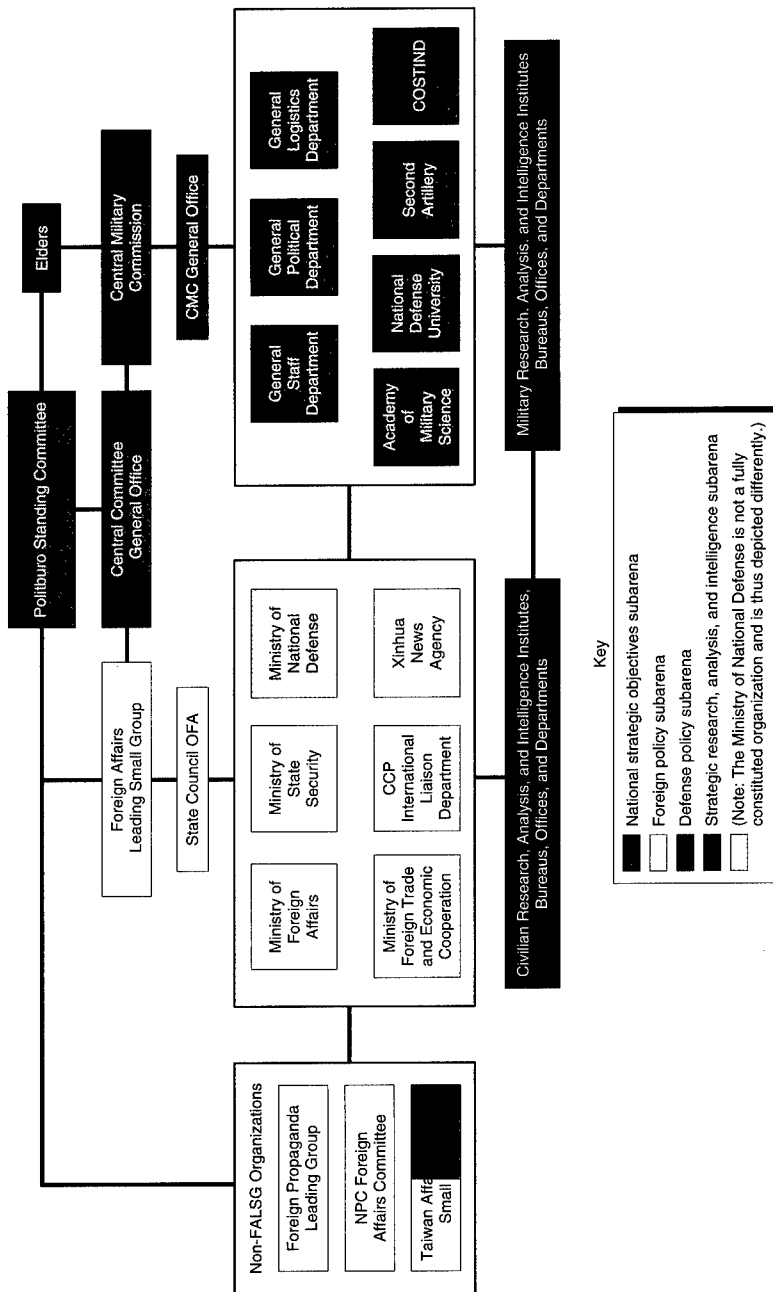 Politburo Standing Committee
Elders
Foreign Affairs
Leading Small Group
Central Committee
General Office
Central Military
Commission
State Council OFA
CMC General Office
Non-FALSG Organizations
Foreign Propaganda
Leading Group
NPC Foreign
Affairs Committee
Taiwan Affa
Small
Ministry of
Foreign
Affairs
Ministry of
State
Security
Ministry of
National
Defense
Ministry of
Foreign Trade
and Economic
Cooperation
CCP
International
Liaison
Department
Xinhua
News
Agency
General
Staff
Department
General
Political
Department
General
Logistics
Department
Academy
of
Military
Science
National
Defense
University
Second
Artillery
COSTIND
Civilian Research, Analysis, and Intelligence Institutes,
Bureaus, Offices, and Departments
Military Research, Analysis, and Intelligence Institutes
Bureaus, Offices, and Departments
Key
National strategic objectives subarena
Foreign policy subarena
Defense policy subarena
Strategic research, analysis, and intelligence subarena
(Note: The Ministry of National Defense is not a fully
constituted organization and is thus depicted differently.)